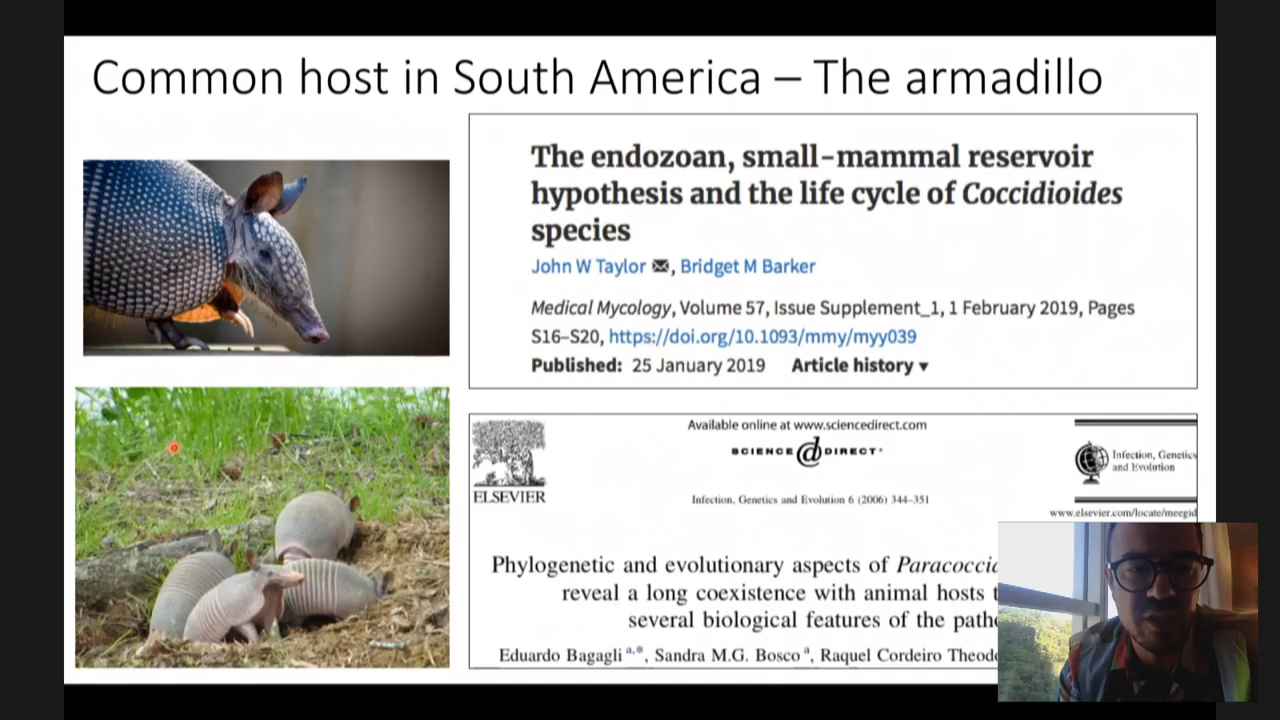 Common host in South America – The armadillo
The endozoan, small-mammal reservoir
hypothesis and the life cycle of Coccidioides
species
John W Taylor, Bridget M Barker
Medical Mycology, Volume 57, Issue Supplement_1, 1 February 2019, Pages
S16–S20, https://doi.org/10.1093/mmy/myy039
Published: 25 January 2019 Article history ▾
Available online at www.sciencedirect.com
SCIENCE DIRECT®
ELSEVIER
Infection, Genetics and Evolution 6 (2006) 344–351
Infection, Genetics
and Evolution
www.elsevier.com/locate/meegid
Phylogenetic and evolutionary aspects of
reveal a long coexistence with animal hosts
several biological features of the
Eduardo Bagagli a,*, Sandra M.G. Bosco a, Raquel Cordeiro